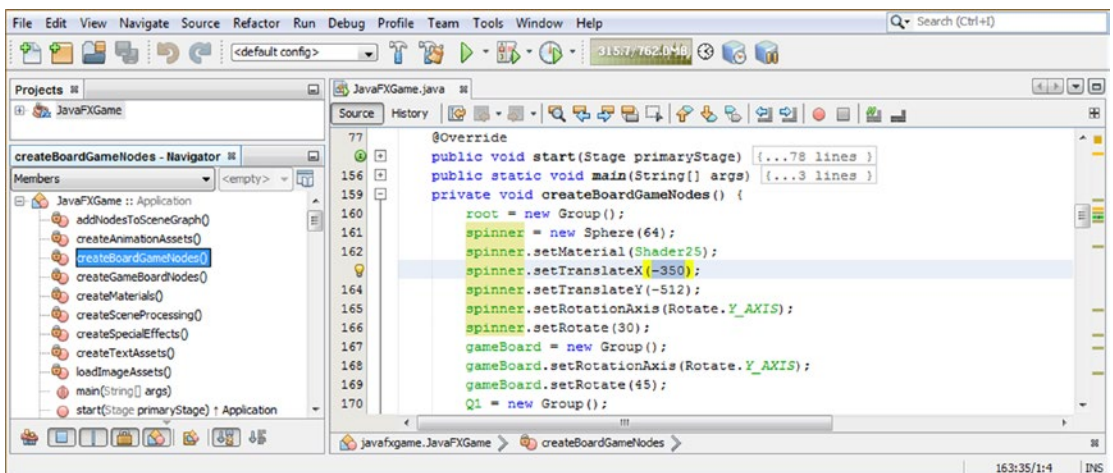 File Edit View Navigate Source Refactor Run Debug Profile Team Tools Window Help
Search (Ctrl+I)
<default config>
315.7/762.0MB
Projects
JavaFXGame
createBoardGameNodes - Navigator
Members
<empty>
JavaFXGame :: Application
addNodesToSceneGraph()
createAnimationAssets()
createBoardGameNodes()
createGameBoardNodes()
createMaterials()
createSceneProcessing()
createSpecialEffects()
createTextAssets()
loadImageAssets()
main(String[] args)
start(Stage primaryStage) ↑ Application
JavaFXGame.java
Source History
77 @Override
public void start(Stage primaryStage) {...78 lines }
156 public static void main(String[] args) {...3 lines }
159 private void createBoardGameNodes() {
160 root = new Group();
161 spinner = new Sphere(64);
162 spinner.setMaterial(Shader25);
spinner.setTranslateX(-350);
164 spinner.setTranslateY(-512);
165 spinner.setRotationAxis(Rotate.Y_AXIS);
166 spinner.setRotate(30);
167 gameBoard = new Group();
168 gameBoard.setRotationAxis(Rotate.Y_AXIS);
169 gameBoard.setRotate(45);
170 Q1 = new Group();
javafxgame.JavaFXGame
createBoardGameNodes
163:35/1:4 INS